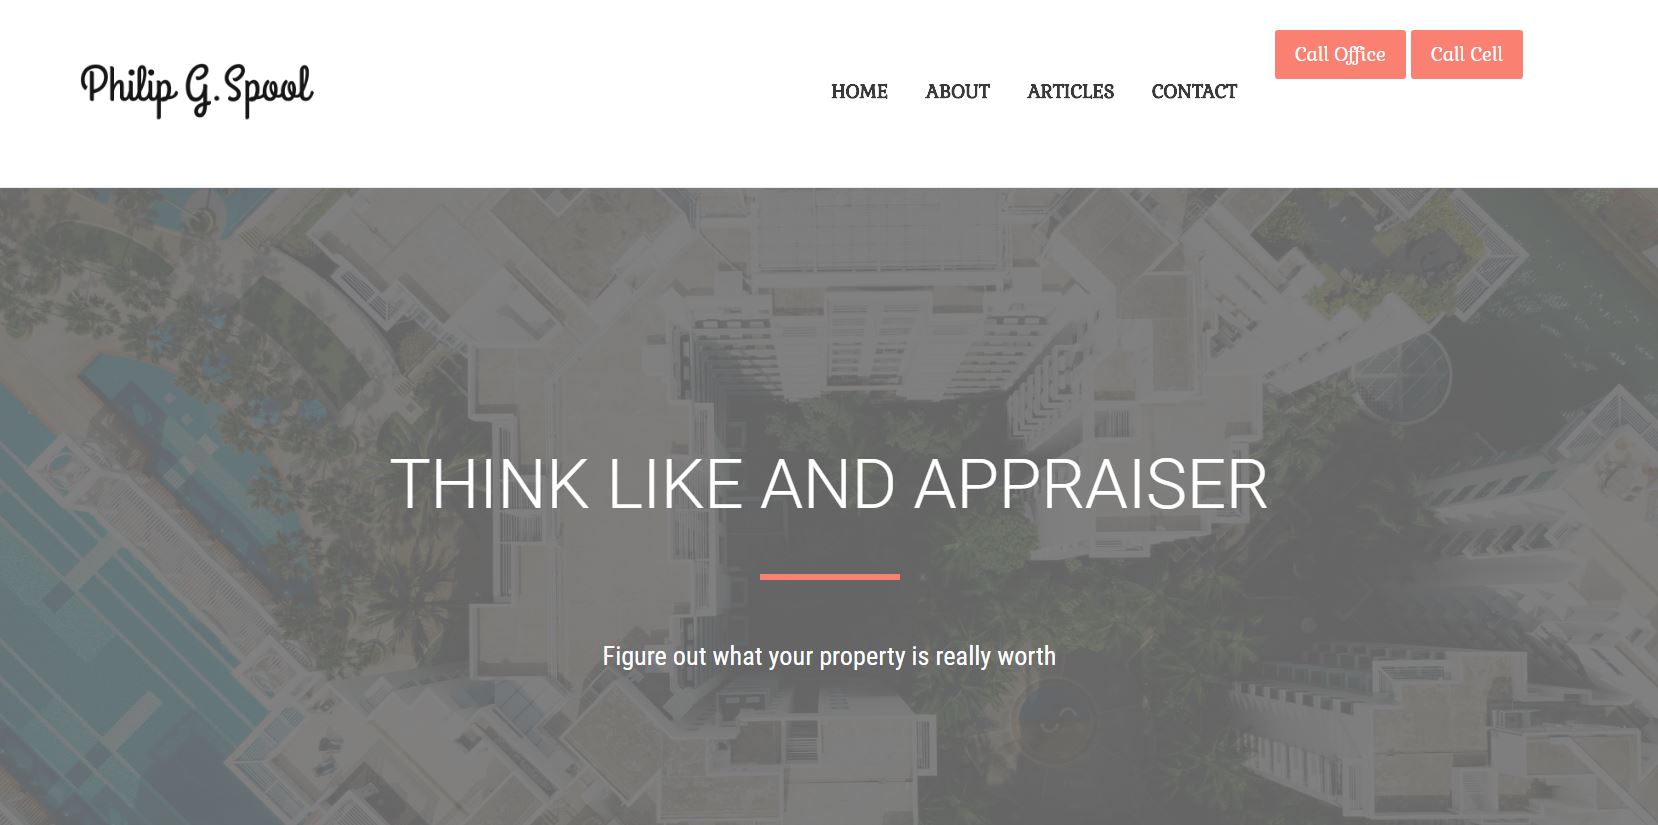 Philip G. Spool
HOME ABOUT ARTICLES CONTACT
Call Office Call Cell
THINK LIKE AND APPRAISER
Figure out what your property is really worth